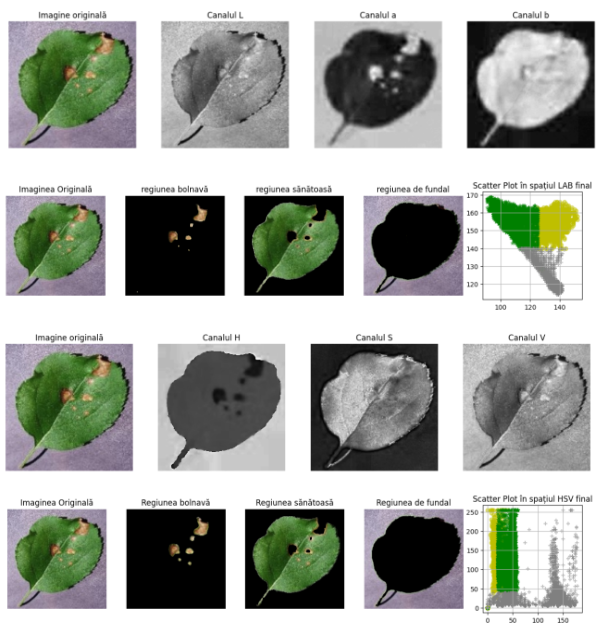 Imagine originală Canalul L Canalul a Canalul b
Imaginea Originală regiunea bolnavă regiunea sănătoasă regiunea de fundal Scatter Plot în spațiul LAB final
170
160
150
140
130
120
100 120 140
Imagine originală Canalul H Canalul S Canalul V
Imaginea Originală Regiunea bolnavă Regiunea sănătoasă Regiunea de fundal Scatter Plot în spațiul HSV final
250
200
150
100
50
0
0 50 100 150